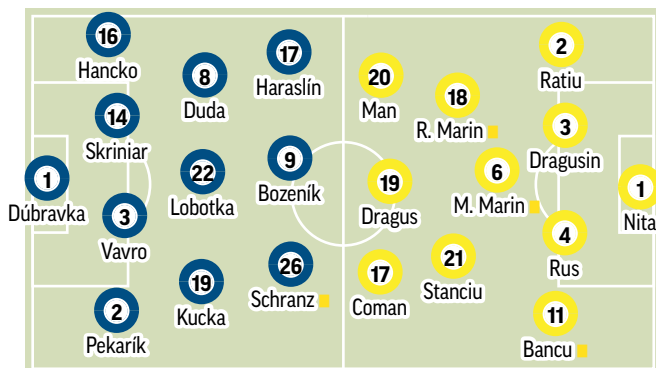 16
Hancko
14
Skriniar
1
Dúbravka
3
Vavro
2
Pekarík
8
Duda
22
Lobotka
19
Kucka
17
Haraslín
9
Bozeník
26
Schranz
20
Man
19
Dragus
17
Coman
18
R. Marin
6
M. Marin
21
Stanciu
2
Ratiu
3
Dragusin
4
Rus
11
Bancu
1
Nita